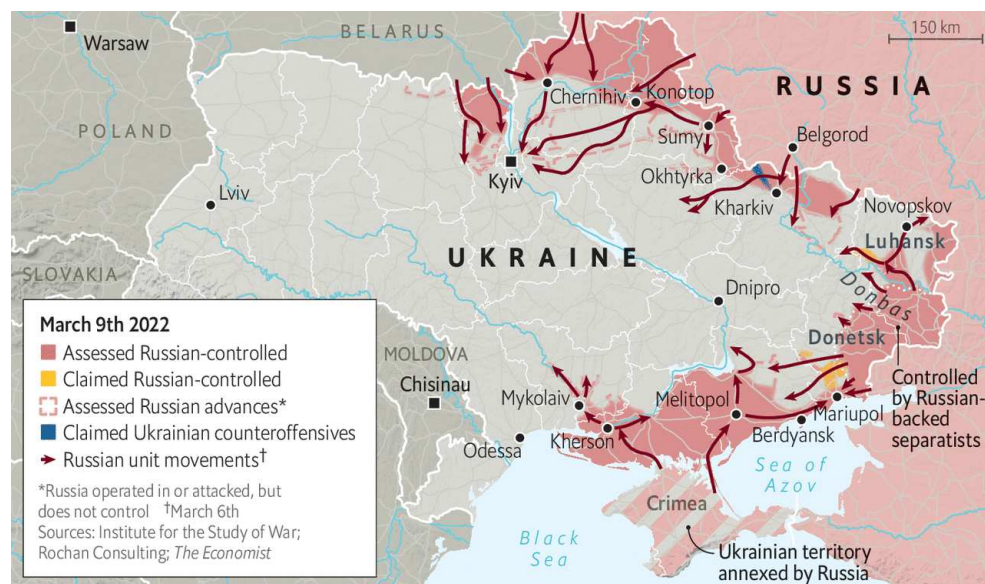 BELARUS
150 km
Warsaw
RUSSIA
Chernihiv
Konotop
POLAND
Sumy
Belgorod
Kyiv
Okhtyrka
Lviv
Kharkiv
Novopskov
Luhansk
UKRAINE
SLOVAKIA
Dnipro
Donbas
March 9th 2022
Assessed Russian-controlled
Claimed Russian-controlled
Assessed Russian advances*
Claimed Ukrainian counteroffensives
Russian unit movements†
*Russia operated in or attacked, but
does not control †March 6th
Sources: Institute for the Study of War;
Rochan Consulting; The Economist
Donetsk
MOLDOVA
Chisinau
Mykolaiv
Melitopol
Mariupol
Controlled
by Russian-
backed
separatists
Odessa
Kherson
Berdyansk
Sea of
Azov
Crimea
Black
Sea
Ukrainian territory
annexed by Russia